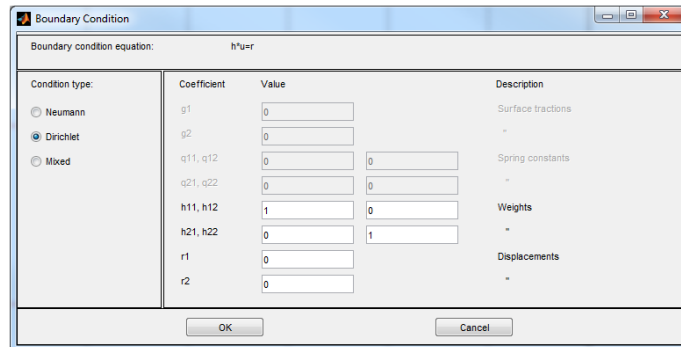 Boundary Condition
Boundary condition equation: h*u=r
Condition type: Coefficient Value Description
Neumann g1 0 Surface tractions
Dirichlet g2 0 "
Mixed q11, q12 0 0 Spring constants
q21, q22 0 0 "
h11, h12 1 0 Weights
h21, h22 0 1 "
r1 0 Displacements
r2 0 "
OK Cancel